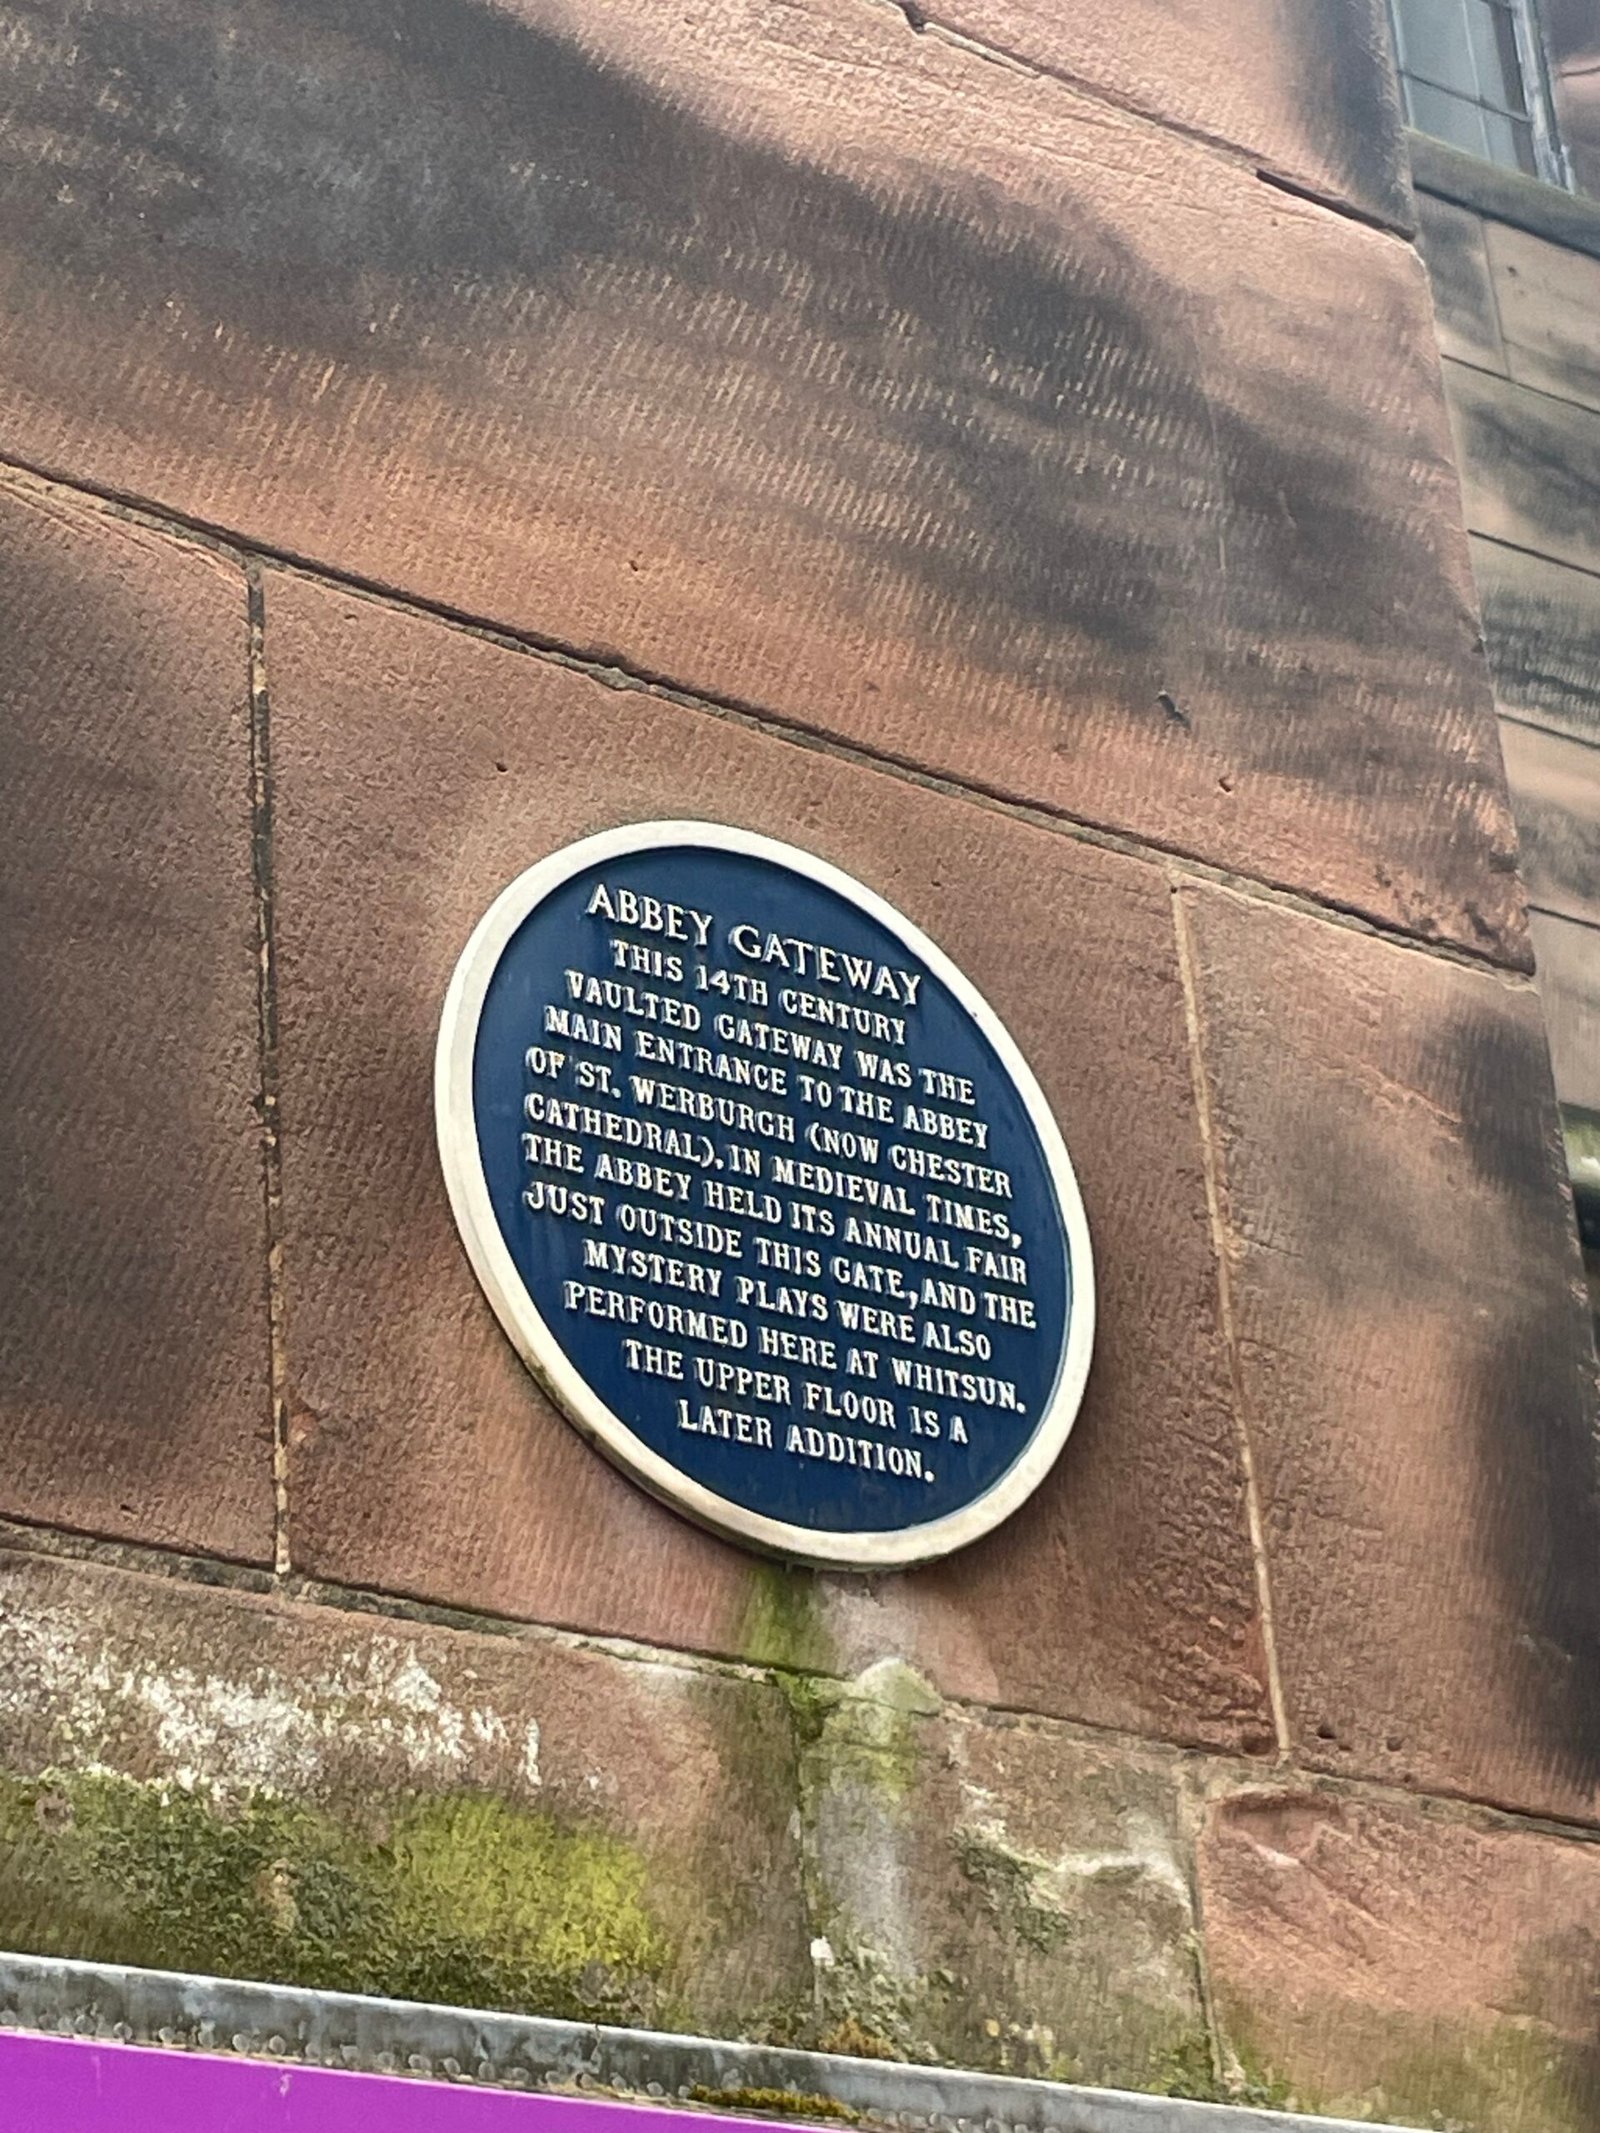 ABBEY GATEWAY
THIS 14TH CENTURY
VAULTED GATEWAY WAS THE
MAIN ENTRANCE TO THE ABBEY
OF ST. WERBURGH (NOW CHESTER
CATHEDRAL). IN MEDIEVAL TIMES,
THE ABBEY HELD ITS ANNUAL FAIR
JUST OUTSIDE THIS GATE, AND THE
MYSTERY PLAYS WERE ALSO
PERFORMED HERE AT WHITSUN.
THE UPPER FLOOR IS A
LATER ADDITION.